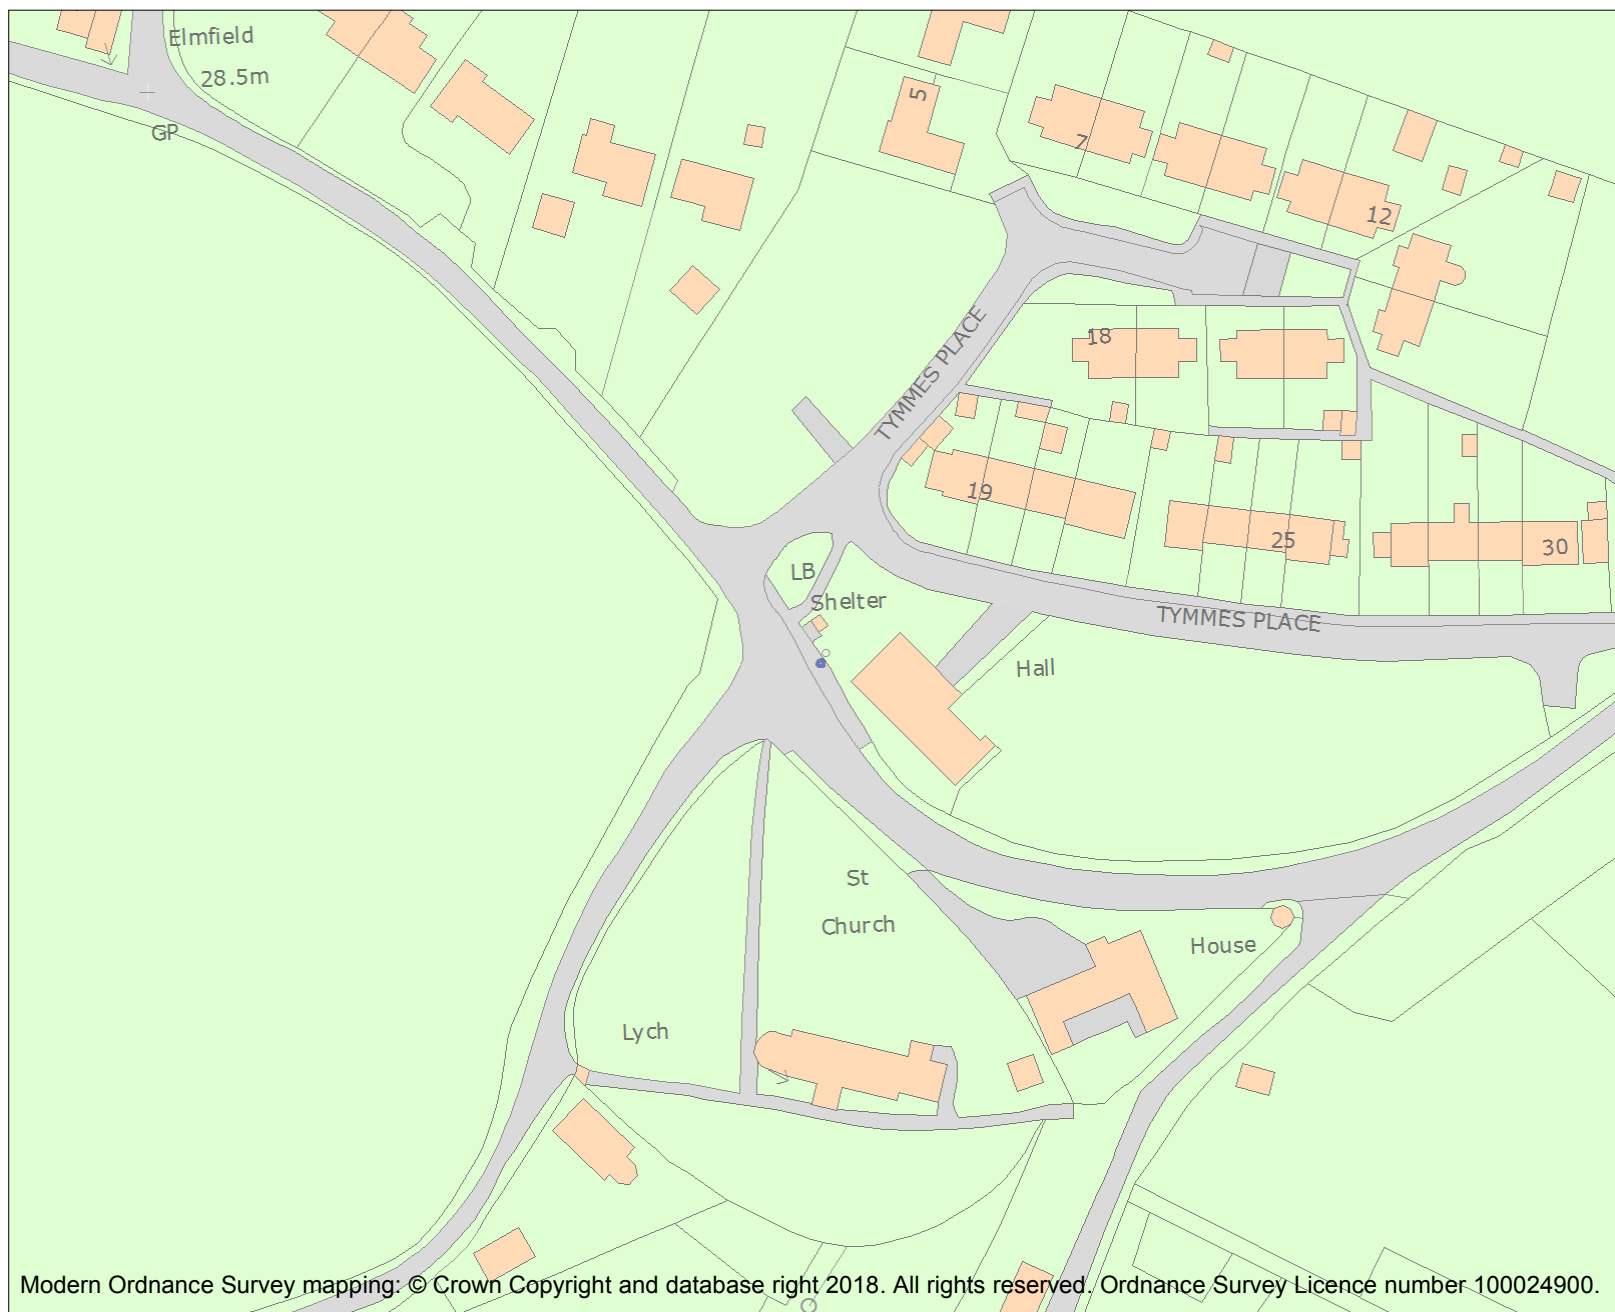 Elmfield
28.5m
GP
5
7
12
TYMMES PLACE
18
19
25
30
LB
Shelter
TYMMES PLACE
Hall
St
Church
House
Lych
Modern Ordnance Survey mapping: © Crown Copyright and database right 2018. All rights reserved. Ordnance Survey Licence number 100024900.